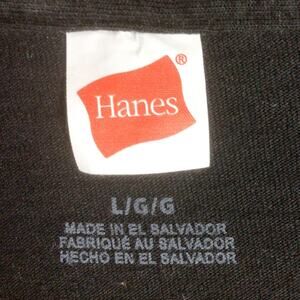 Hanes®
L/G/G
MADE IN EL SALVADOR
FABRIQUÉ AU SALVADOR
HECHO EN EL SALVADOR